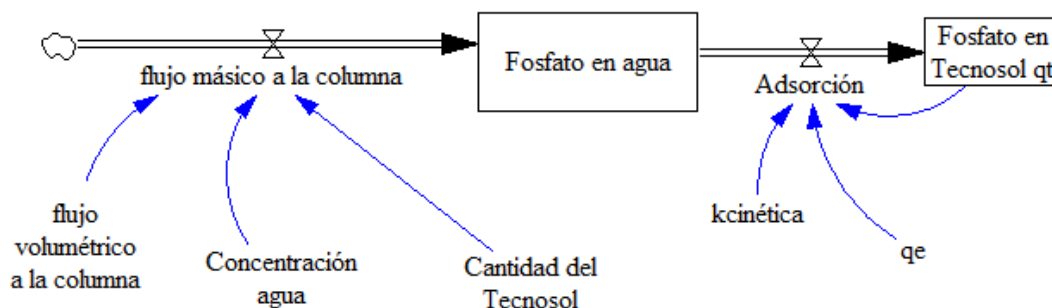 flujo másico a la columna
Fosfato en agua
Adsorción
Fosfato en
Tecnosol qt
flujo
volumétrico
a la columna
Concentración
agua
Cantidad del
Tecnosol
kcinética
qe